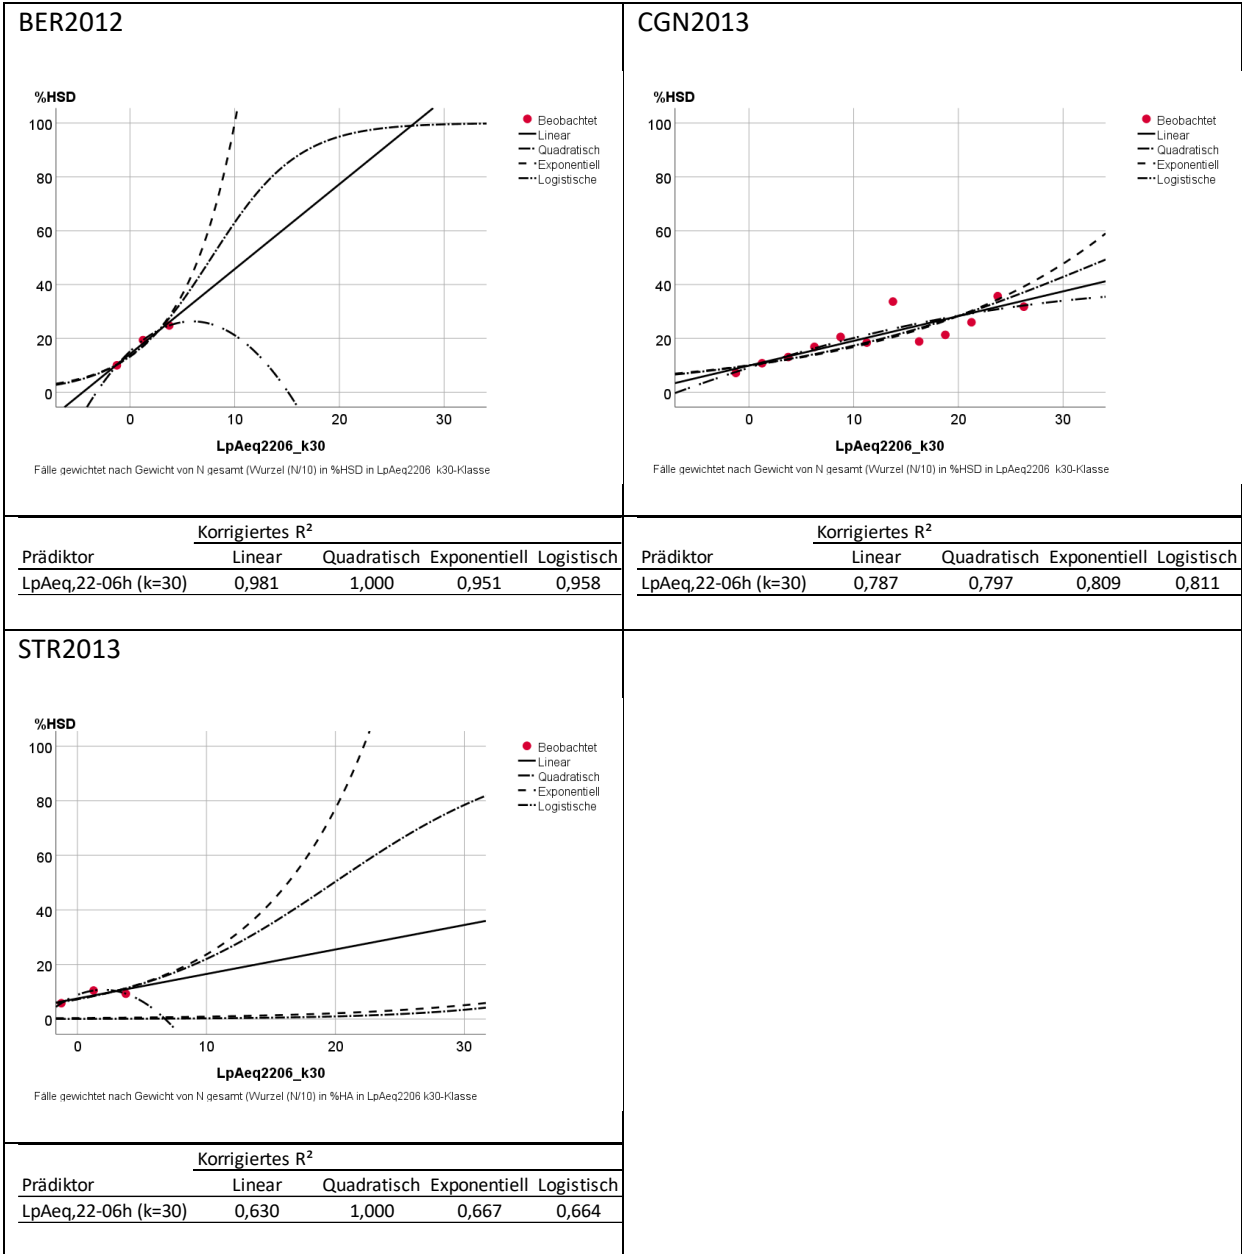 BER2012
%HSD
100
80
60
40
20
0
0 10 20 30
LpAeq2206_k30
Beobachtet
Linear
Quadratisch
Exponentiell
Logistische
Fälle gewichtet nach Gewicht von N gesamt (Wurzel (N/10) in %HSD in LpAeq2206_k30-Klasse
Korrigiertes R²
Prädiktor Linear Quadratisch Exponentiell Logistisch
LpAeq,22-06h (k=30) 0,981 1,000 0,951 0,958
CGN2013
%HSD
100
80
60
40
20
0
0 10 20 30
LpAeq2206_k30
Beobachtet
Linear
Quadratisch
Exponentiell
Logistische
Fälle gewichtet nach Gewicht von N gesamt (Wurzel (N/10) in %HSD in LpAeq2206_k30-Klasse
Korrigiertes R²
Prädiktor Linear Quadratisch Exponentiell Logistisch
LpAeq,22-06h (k=30) 0,787 0,797 0,809 0,811
STR2013
%HSD
100
80
60
40
20
0
0 10 20 30
LpAeq2206_k30
Beobachtet
Linear
Quadratisch
Exponentiell
Logistische
Fälle gewichtet nach Gewicht von N gesamt (Wurzel (N/10) in %HA in LpAeq2206 k30-Klasse
Korrigiertes R²
Prädiktor Linear Quadratisch Exponentiell Logistisch
LpAeq,22-06h (k=30) 0,630 1,000 0,667 0,664